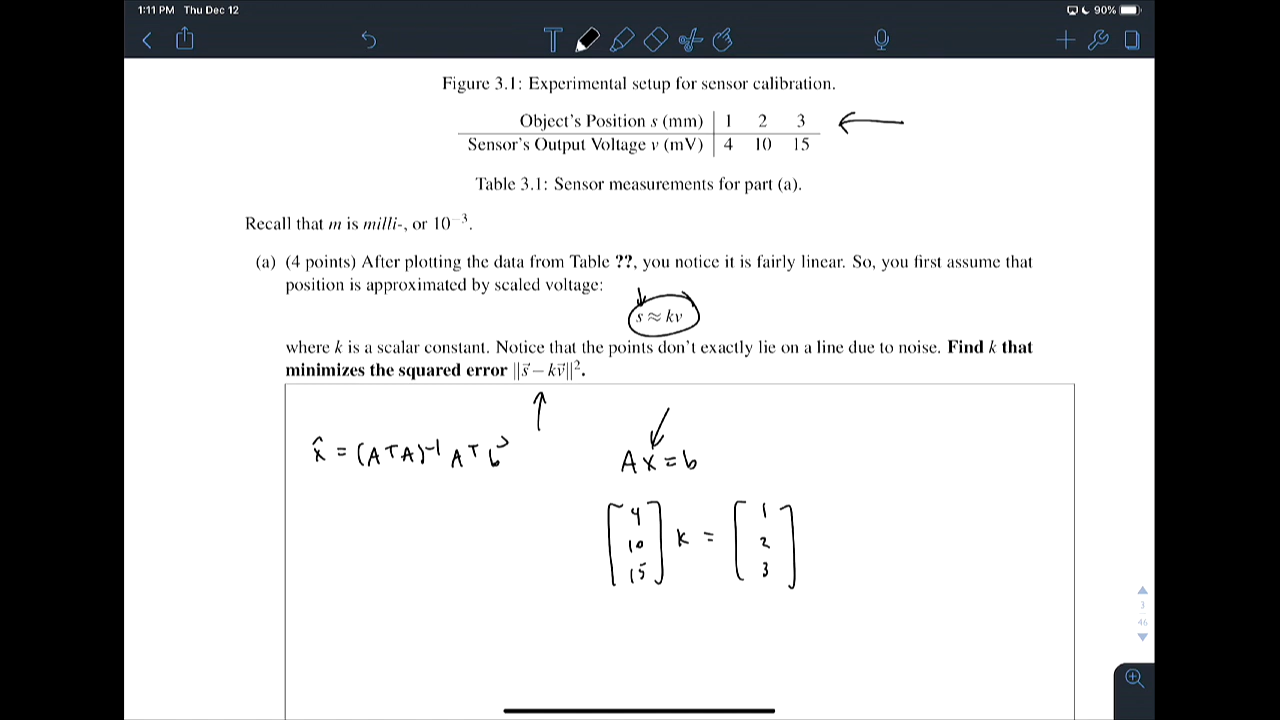 1:11 PM Thu Dec 12
90%
Figure 3.1: Experimental setup for sensor calibration.
Object's Position s (mm) 1 2 3
Sensor's Output Voltage v (mV) 4 10 15
Table 3.1: Sensor measurements for part (a).
Recall that m is milli-, or 10⁻³.
(a) (4 points) After plotting the data from Table ??, you notice it is fairly linear. So, you first assume that
position is approximated by scaled voltage:
s ≈ kv
where k is a scalar constant. Notice that the points don't exactly lie on a line due to noise. Find k that
minimizes the squared error ||s⃗ − kv⃗||².
x̂ = (AᵀA)⁻¹ Aᵀ b⃗
Ax = b
[4 10 15] k = [1 2 3]
3
46